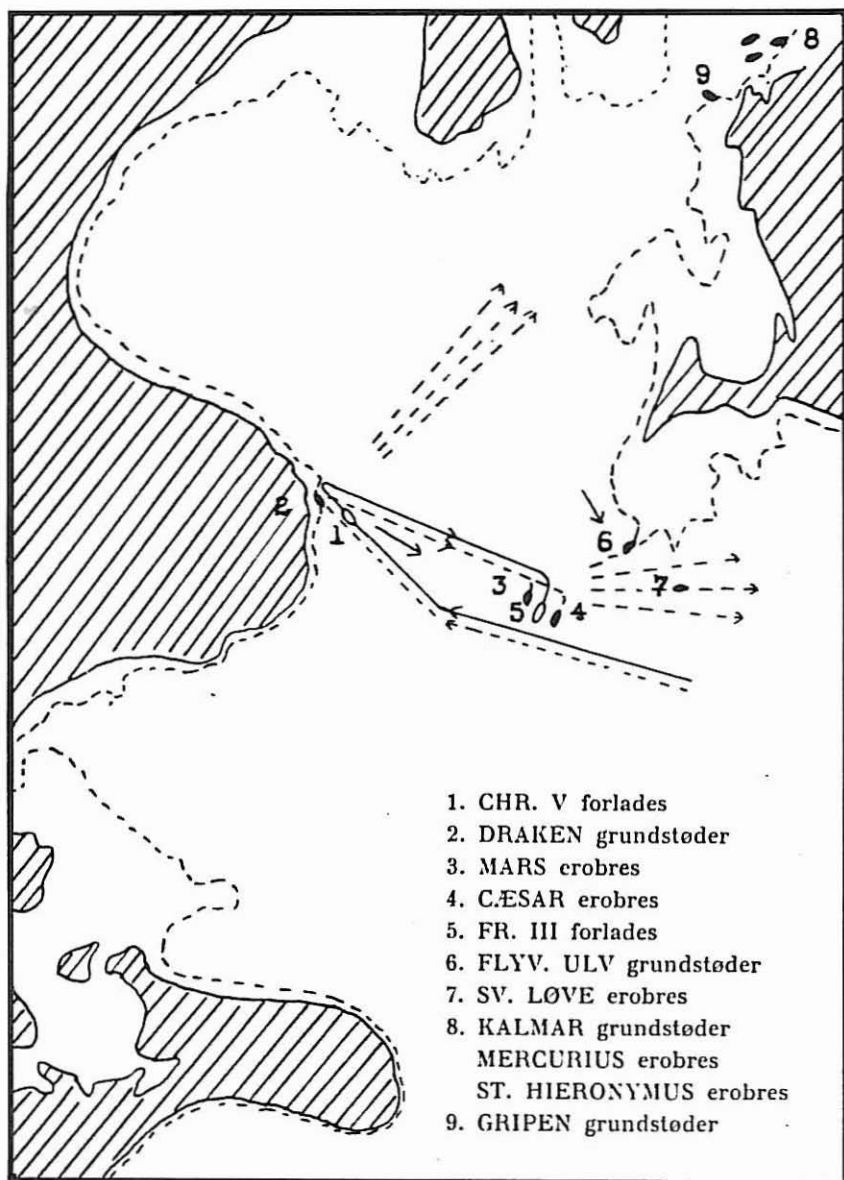 8
9
2
1
3
5
4
6
7
1. CHR. V forlades
2. DRAKEN grundstøder
3. MARS erobres
4. CÆSAR erobres
5. FR. III forlades
6. FLYV. ULV grundstøder
7. SV. LØVE erobres
8. KALMAR grundstøder
MERCURIUS erobres
ST. HIERONYMUS erobres
9. GRIPEN grundstøder